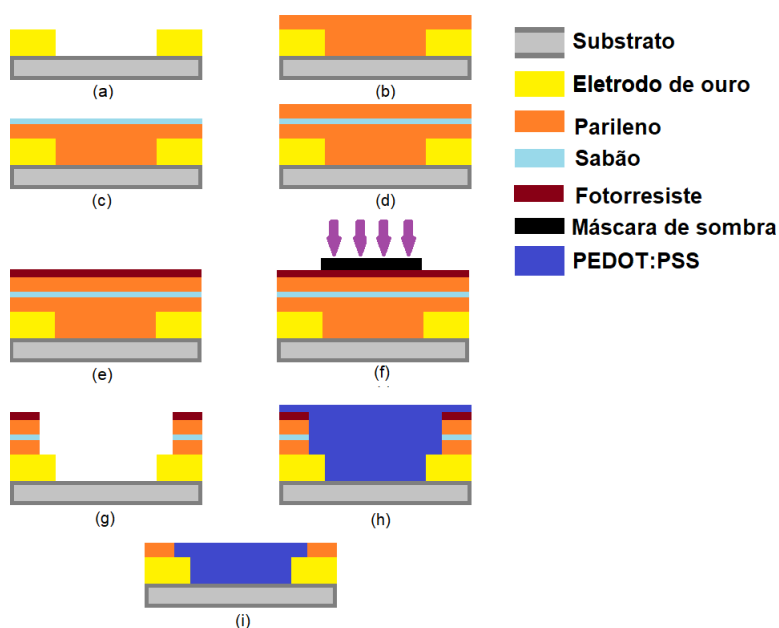 (a)
(b)
(c)
(d)
(e)
(f)
(g)
(h)
(i)
Substrato
Eletrodo de ouro
Parileno
Sabão
Fotorresiste
Máscara de sombra
PEDOT:PSS